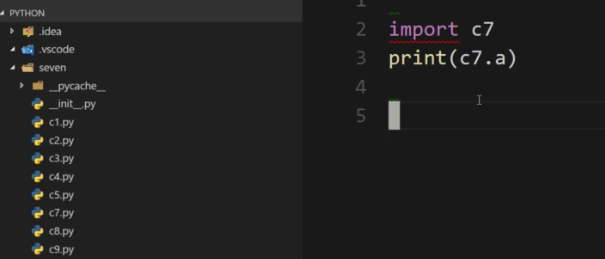 PYTHON
.idea
.vscode
seven
__pycache__
__init__.py
c1.py
c2.py
c3.py
c4.py
c5.py
c7.py
c8.py
c9.py
2 import c7
3 print(c7.a)
4
5